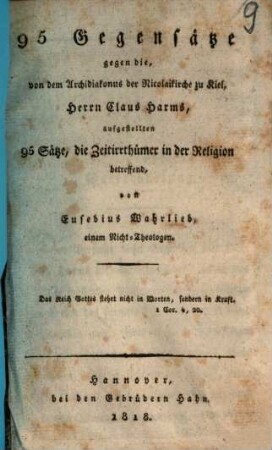 9
95 Gegensätze
gegen die,
von dem Archidiakonus der Nicolaikirche zu Kiel,
Herrn Claus Harms,
aufgestellten
95 Sätze, die Zeitirrthümer in der Religion
betreffend,
von
Eusebius Wahrlieb,
einem Nicht-Theologen.
Das Reich Gottes stehet nicht in Worten, sondern in Kraft.
1 Cor. 4, 20.
Hannover,
bei den Gebrüdern Hahn.
1818.